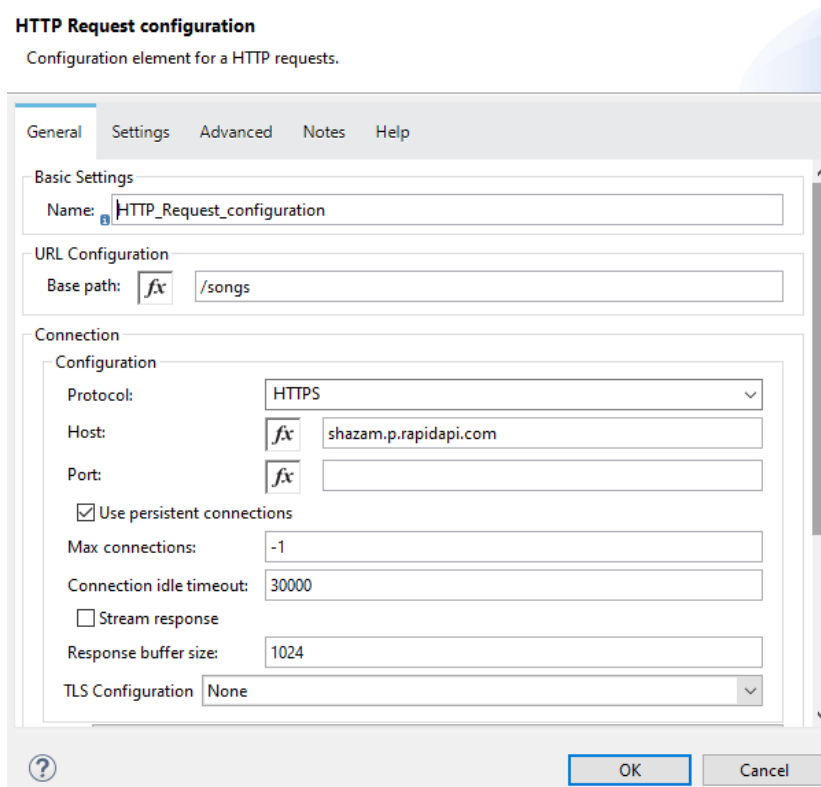 HTTP Request configuration
Configuration element for a HTTP requests.
General Settings Advanced Notes Help
Basic Settings
Name: HTTP_Request_configuration
URL Configuration
Base path: fx /songs
Connection
Configuration
Protocol: HTTPS
Host: fx shazam.p.rapidapi.com
Port: fx
Use persistent connections
Max connections: -1
Connection idle timeout: 30000
Stream response
Response buffer size: 1024
TLS Configuration None
? OK Cancel